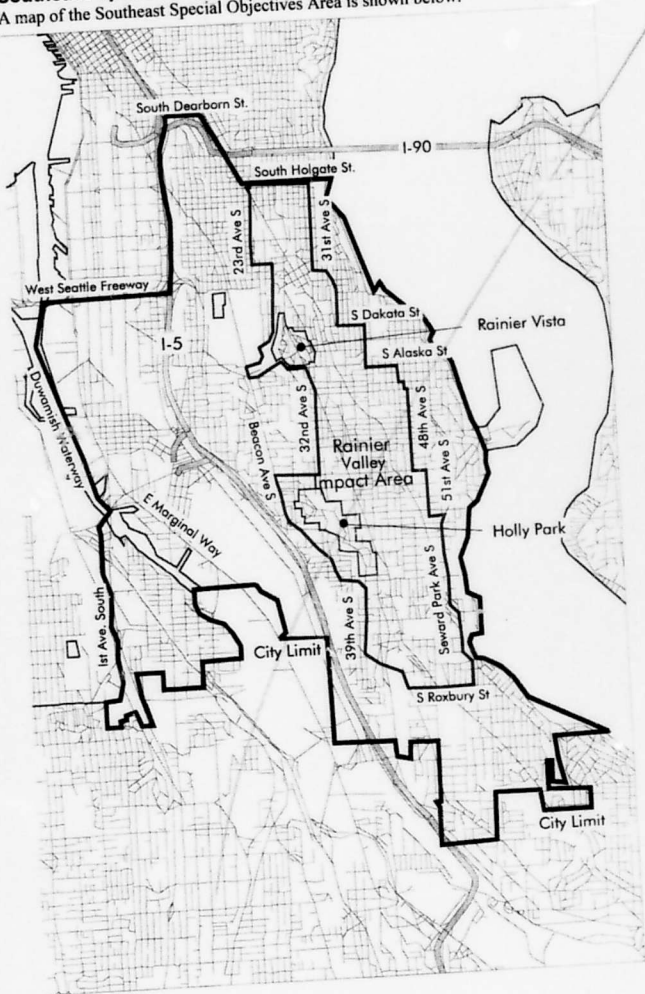 A map of the Southeast Special Objectives Area is shown below.
South Dearborn St.
I-90
South Holgate St.
23rd Ave S
31st Ave S
West Seattle Freeway
S Dakota St
Rainier Vista
I-5
S Alaska St
Duwamish Waterway
32nd Ave S
48th Ave S
Beacon Ave S
Rainier
Valley
mpact Area
51st Ave S
E Marginal Way
Holly Park
1st Ave. South
39th Ave S
Seward Park Ave S
City Limit
S Roxbury St
City Limit